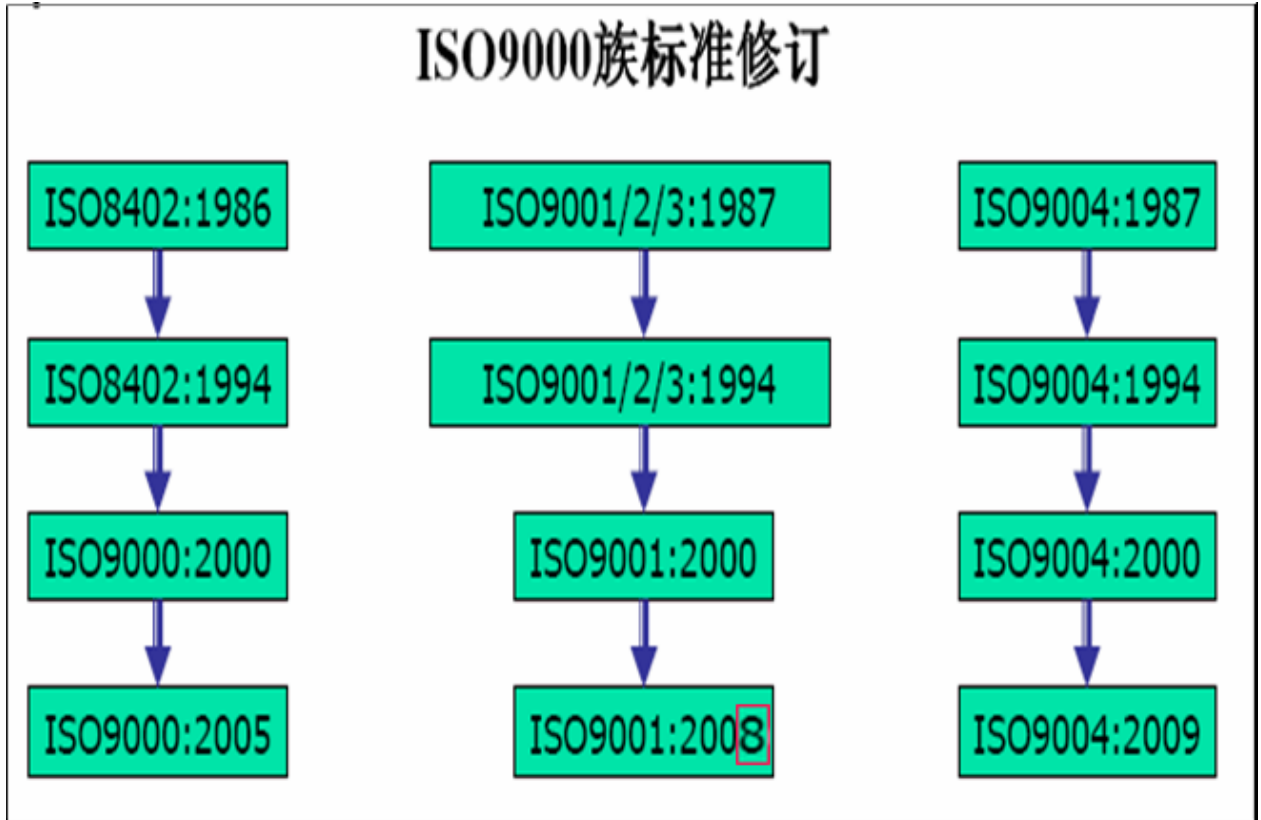 ISO9000族标准修订
ISO8402:1986
ISO9001/2/3:1987
ISO9004:1987
ISO8402:1994
ISO9001/2/3:1994
ISO9004:1994
ISO9000:2000
ISO9001:2000
ISO9004:2000
ISO9000:2005
ISO9001:2008
ISO9004:2009